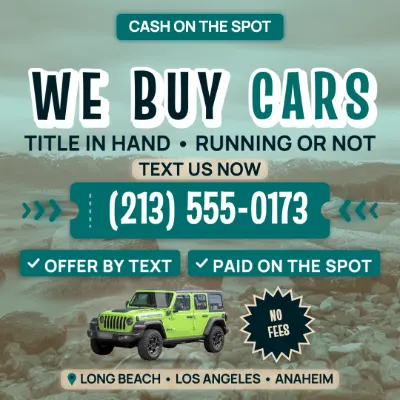 CASH ON THE SPOT
WE BUY CARS
TITLE IN HAND • RUNNING OR NOT
TEXT US NOW
(213) 555-0173
OFFER BY TEXT
PAID ON THE SPOT
NO
FEES
LONG BEACH • LOS ANGELES • ANAHEIM